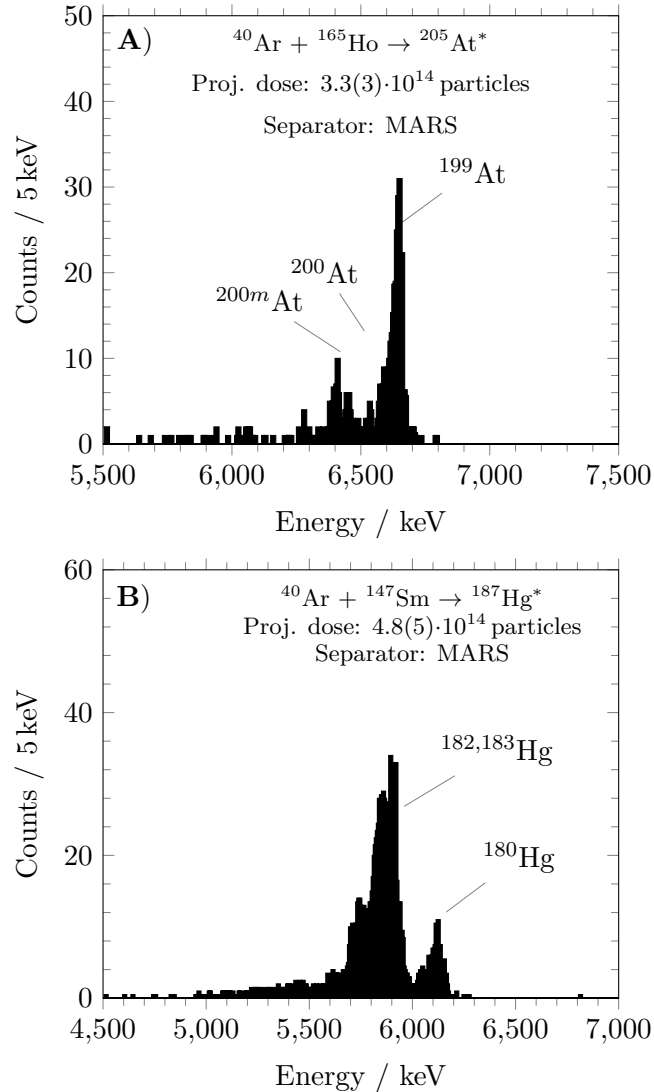 50
A)
⁴⁰Ar + ¹⁶⁵Ho → ²⁰⁵At*
Proj. dose: 3.3(3)·10¹⁴ particles
Separator: MARS
40
30
20
10
0
¹⁹⁹At
²⁰⁰At
²⁰⁰ᵐAt
Counts / 5 keV
5,500 6,000 6,500 7,000 7,500
Energy / keV
60
B)
⁴⁰Ar + ¹⁴⁷Sm → ¹⁸⁷Hg*
Proj. dose: 4.8(5)·10¹⁴ particles
Separator: MARS
40
20
0
¹⁸²,¹⁸³Hg
¹⁸⁰Hg
Counts / 5 keV
4,500 5,000 5,500 6,000 6,500 7,000
Energy / keV